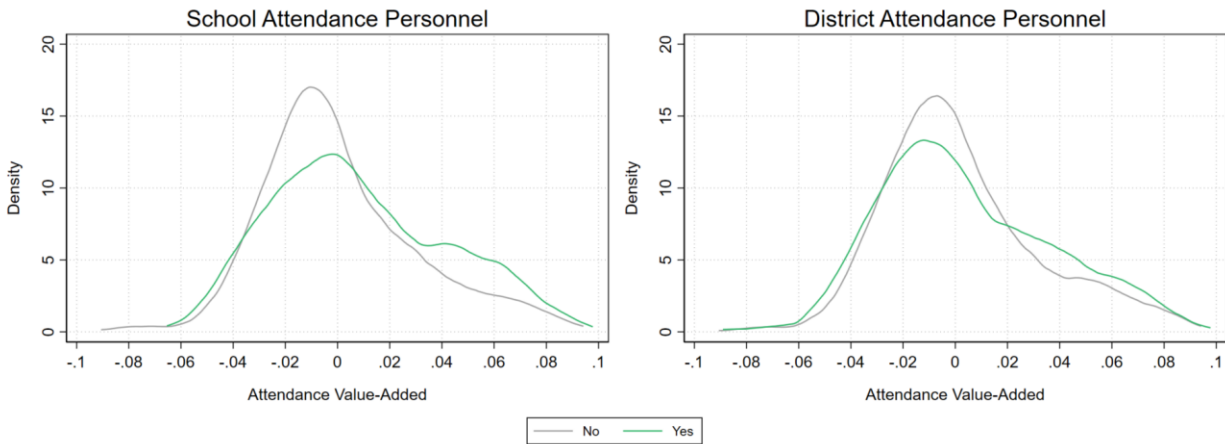 School Attendance Personnel
20
15
10
5
0
Density
-.1 -.08 -.06 -.04 -.02 0 .02 .04 .06 .08 .1
Attendance Value-Added
District Attendance Personnel
20
15
10
5
0
Density
-.1 -.08 -.06 -.04 -.02 0 .02 .04 .06 .08 .1
Attendance Value-Added
No Yes